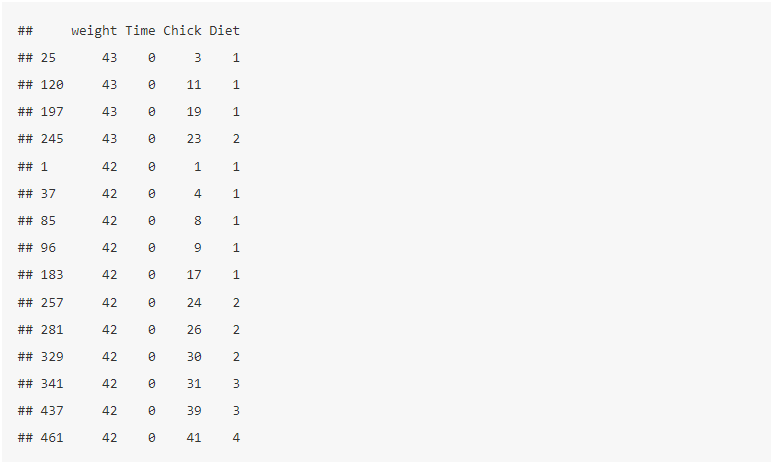 ##     weight Time Chick Diet
## 25      43    0     3    1
## 120     43    0    11    1
## 197     43    0    19    1
## 245     43    0    23    2
## 1       42    0     1    1
## 37      42    0     4    1
## 85      42    0     8    1
## 96      42    0     9    1
## 183     42    0    17    1
## 257     42    0    24    2
## 281     42    0    26    2
## 329     42    0    30    2
## 341     42    0    31    3
## 437     42    0    39    3
## 461     42    0    41    4